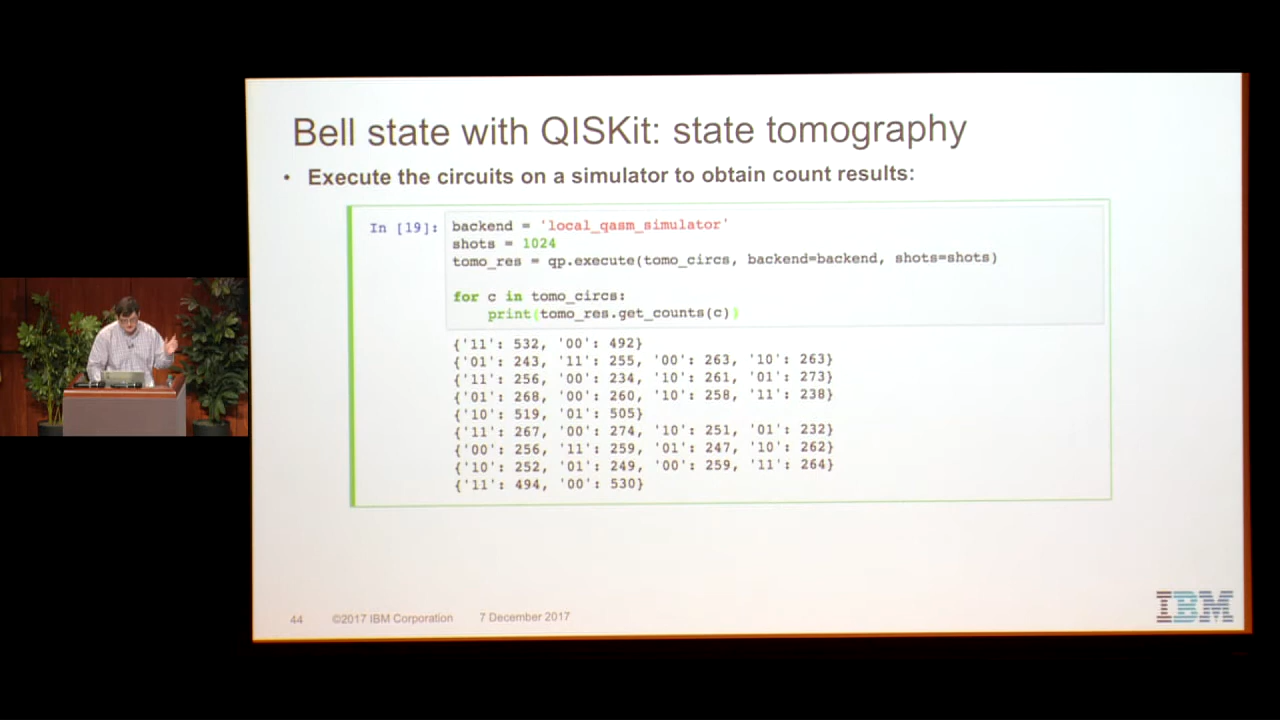 Bell state with QISKit: state tomography
• Execute the circuits on a simulator to obtain count results:
In [19]: backend = 'local_qasm_simulator'
shots = 1024
tomo_res = qp.execute(tomo_circs, backend=backend, shots=shots)
for c in tomo_circs:
print(tomo_res.get_counts(c))
{'11': 532, '00': 492}
{'01': 243, '11': 255, '00': 263, '10': 263}
{'11': 256, '00': 234, '10': 261, '01': 273}
{'01': 268, '00': 260, '10': 258, '11': 238}
{'10': 519, '01': 505}
{'11': 267, '00': 274, '10': 251, '01': 232}
{'00': 256, '11': 259, '01': 247, '10': 262}
{'10': 252, '01': 249, '00': 259, '11': 264}
{'11': 494, '00': 530}
44 ©2017 IBM Corporation 7 December 2017
IBM